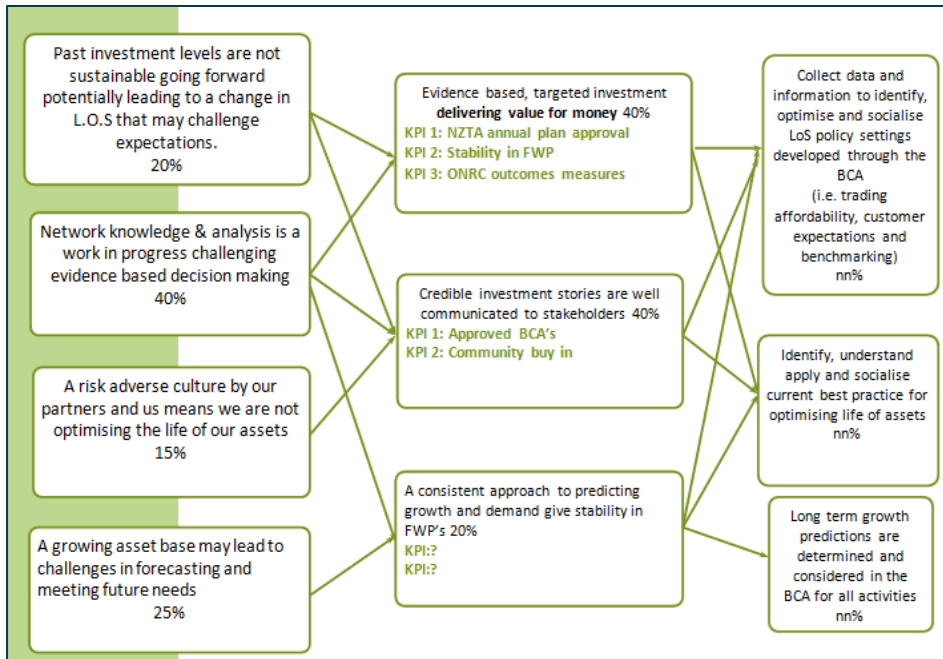 Past investment levels are not
sustainable going forward
potentially leading to a change in
L.O.S that may challenge
expectations.
20%
Network knowledge & analysis is a
work in progress challenging
evidence based decision making
40%
A risk adverse culture by our
partners and us means we are not
optimising the life of our assets
15%
A growing asset base may lead to
challenges in forecasting and
meeting future needs
25%
Evidence based, targeted investment
delivering value for money 40%
KPI 1: NZTA annual plan approval
KPI 2: Stability in FWP
KPI 3: ONRC outcomes measures
Credible investment stories are well
communicated to stakeholders 40%
KPI 1: Approved BCA's
KPI 2: Community buy in
A consistent approach to predicting
growth and demand give stability in
FWP's 20%
KPI:?
KPI:?
Collect data and
information to identify,
optimise and socialise
LoS policy settings
developed through the
BCA
(i.e. trading
affordability, customer
expectations and
benchmarking)
nn%
Identify, understand
apply and socialise
current best practice for
optimising life of assets
nn%
Long term growth
predictions are
determined and
considered in the
BCA for all activities
nn%